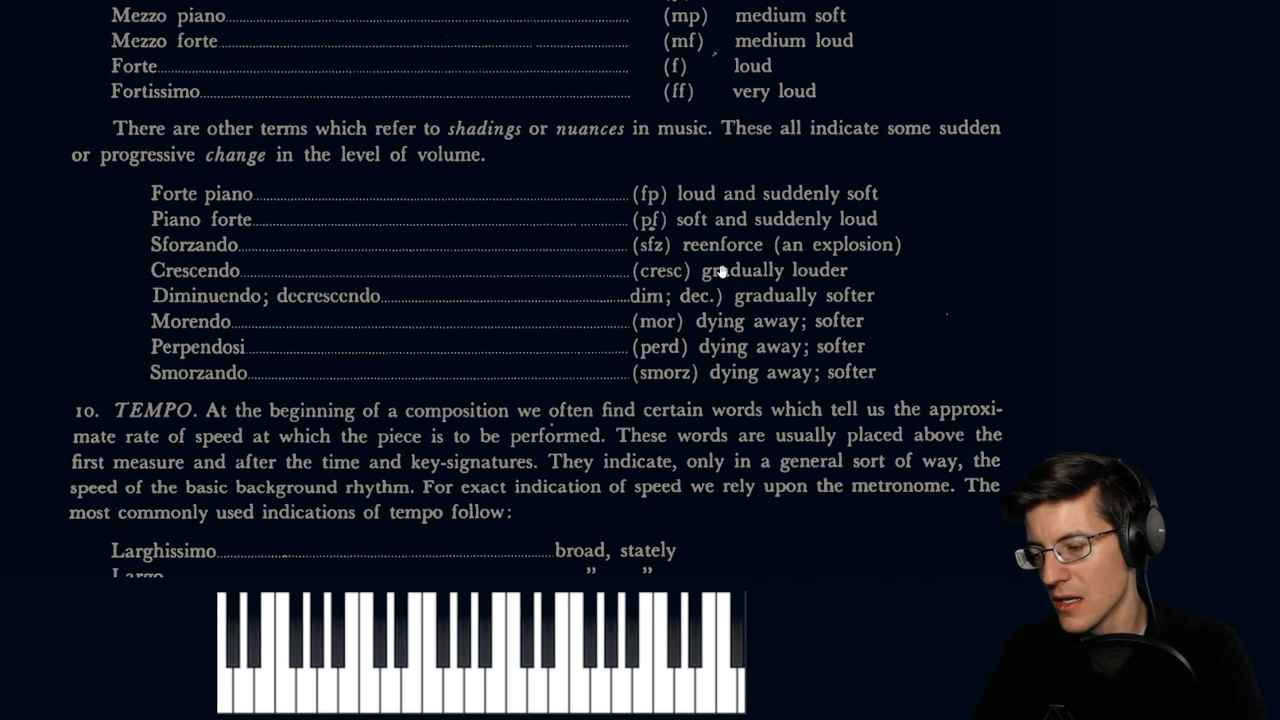 Mezzo piano (mp) medium soft
Mezzo forte (mf) medium loud
Forte (f) loud
Fortissimo (ff) very loud
There are other terms which refer to shadings or nuances in music. These all indicate some sudden
or progressive change in the level of volume.
Forte piano (fp) loud and suddenly soft
Piano forte (pf) soft and suddenly loud
Sforzando (sfz) reenforce (an explosion)
Crescendo (cresc) gradually louder
Diminuendo; decrescendo dim; dec.) gradually softer
Morendo (mor) dying away; softer
Perpendosi (perd) dying away; softer
Smorzando (smorz) dying away; softer
10. TEMPO. At the beginning of a composition we often find certain words which tell us the approxi-
mate rate of speed at which the piece is to be performed. These words are usually placed above the
first measure and after the time and key-signatures. They indicate, only in a general sort of way, the
speed of the basic background rhythm. For exact indication of speed we rely upon the metronome. The
most commonly used indications of tempo follow:
Larghissimo broad, stately
Largo ” ”